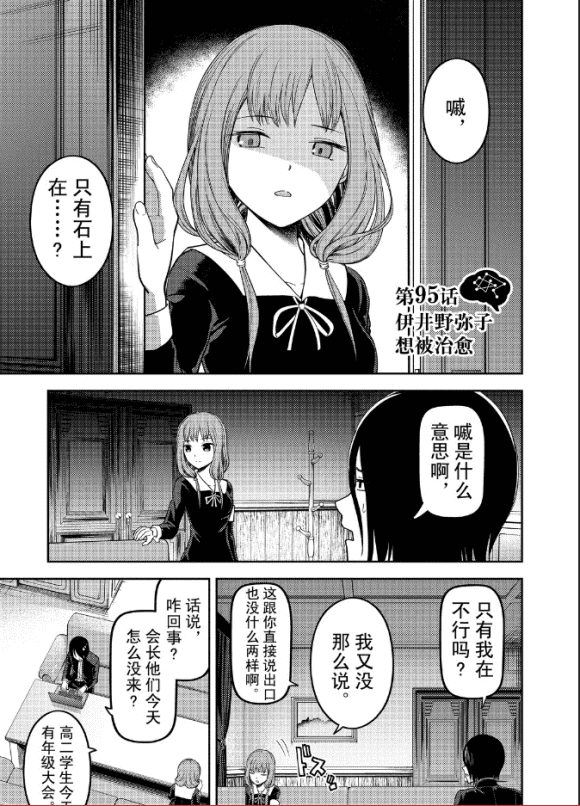 嘁，
只有石上
在……？
第95话
伊井野弥子
想被治愈
嘁是什么
意思啊，
只有我在
不行吗？
我又没
那么说。
这跟你直接说出口
也没什么两样啊。
ドスッ
话说，
咋回事？
会长他们今天
怎么没来？
高二学生今天
有年级大会。